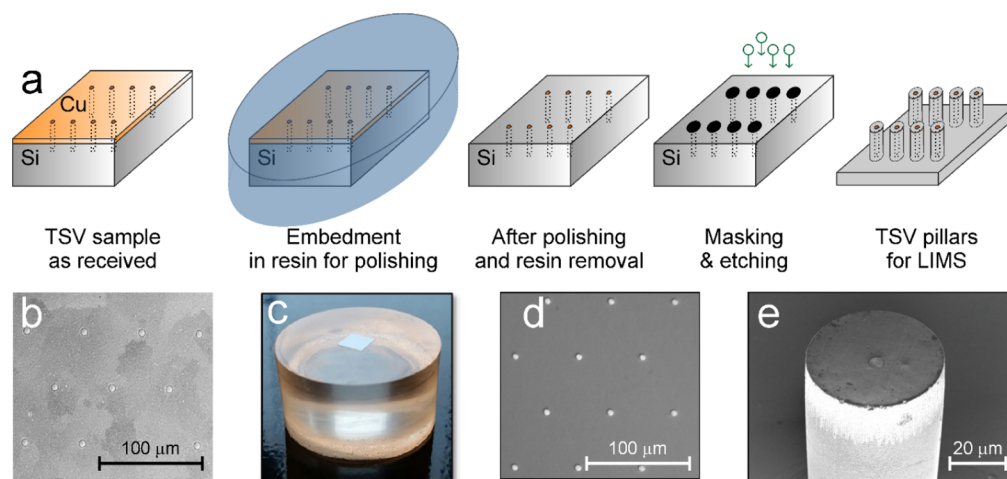 a
Cu
Si
Si
Si
Si
TSV sample
as received
Embedment
in resin for polishing
After polishing
and resin removal
Masking
& etching
TSV pillars
for LIMS
b
100 μm
c
d
100 μm
e
20 μm